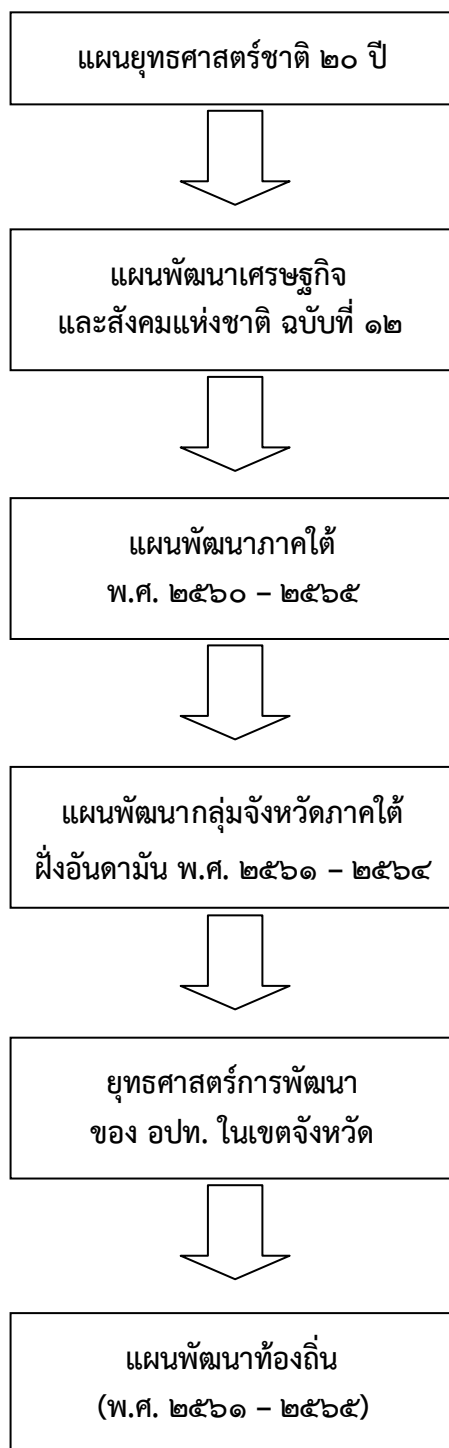 แผนยุทธศาสตร์ชาติ ๒๐ ปี
แผนพัฒนาเศรษฐกิจ
และสังคมแห่งชาติ ฉบับที่ ๑๒
แผนพัฒนาภาคใต้
พ.ศ. ๒๕๖๐ – ๒๕๖๕
แผนพัฒนากลุ่มจังหวัดภาคใต้
ฝั่งอันดามัน พ.ศ. ๒๕๖๑ – ๒๕๖๔
ยุทธศาสตร์การพัฒนา
ของ อปท. ในเขตจังหวัด
แผนพัฒนาท้องถิ่น
(พ.ศ. ๒๕๖๑ – ๒๕๖๕)